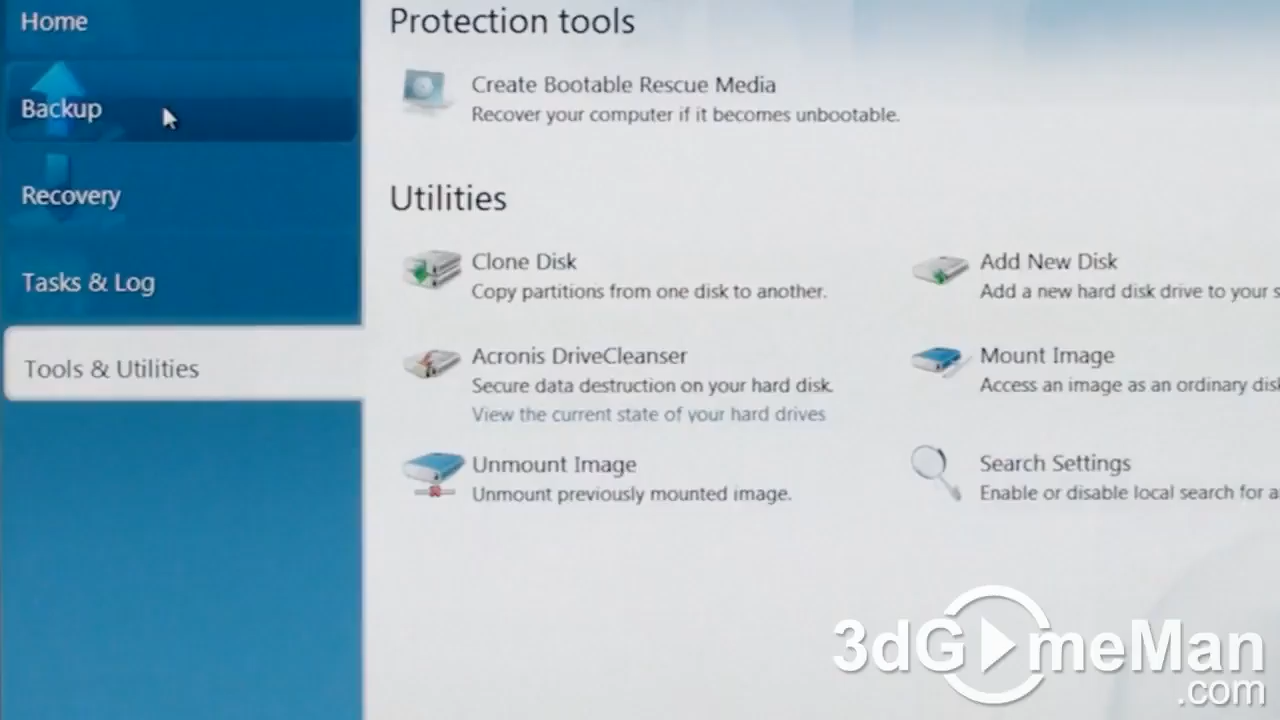 Home
Backup
Recovery
Tasks & Log
Tools & Utilities
Protection tools
Create Bootable Rescue Media
Recover your computer if it becomes unbootable.
Utilities
Clone Disk
Copy partitions from one disk to another.
Add New Disk
Add a new hard disk drive to your s
Acronis DriveCleanser
Secure data destruction on your hard disk.
View the current state of your hard drives
Mount Image
Access an image as an ordinary disk
Unmount Image
Unmount previously mounted image.
Search Settings
Enable or disable local search for a
3dGameMan
.com